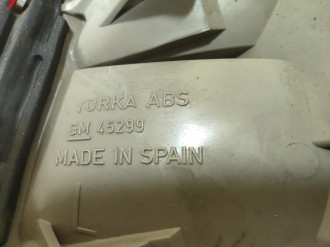 YORKA ABS
GM 45299
MADE IN SPAIN
L